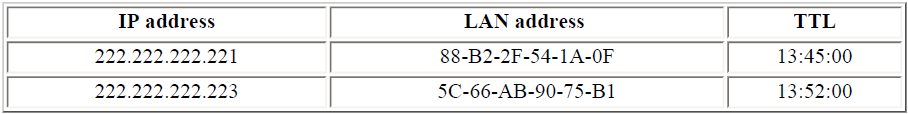 IP address LAN address TTL
222.222.222.221 88-B2-2F-54-1A-0F 13:45:00
222.222.222.223 5C-66-AB-90-75-B1 13:52:00